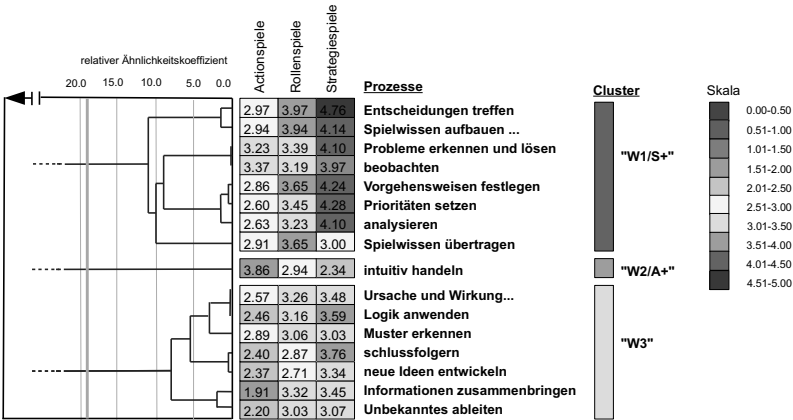 relativer Ähnlichkeitskoeffizient
20.0 15.0 10.0 5.0 0.0
Actionspiele
Rollenspiele
Strategiespiele
Prozesse
2.97 3.97 4.76 Entscheidungen treffen
2.94 3.94 4.14 Spielwissen aufbauen ...
3.23 3.39 4.10 Probleme erkennen und lösen
3.37 3.19 3.97 beobachten
2.86 3.65 4.24 Vorgehensweisen festlegen
2.60 3.45 4.28 Prioritäten setzen
2.63 3.23 4.10 analysieren
2.91 3.65 3.00 Spielwissen übertragen
3.86 2.94 2.34 intuitiv handeln
2.57 3.26 3.48 Ursache und Wirkung...
2.46 3.16 3.59 Logik anwenden
2.89 3.06 3.03 Muster erkennen
2.40 2.87 3.76 schlussfolgern
2.37 2.71 3.34 neue Ideen entwickeln
1.91 3.32 3.45 Informationen zusammenbringen
2.20 3.03 3.07 Unbekanntes ableiten
Cluster
"W1/S+"
"W2/A+"
"W3"
Skala
0.00-0.50
0.51-1.00
1.01-1.50
1.51-2.00
2.01-2.50
2.51-3.00
3.01-3.50
3.51-4.00
4.01-4.50
4.51-5.00